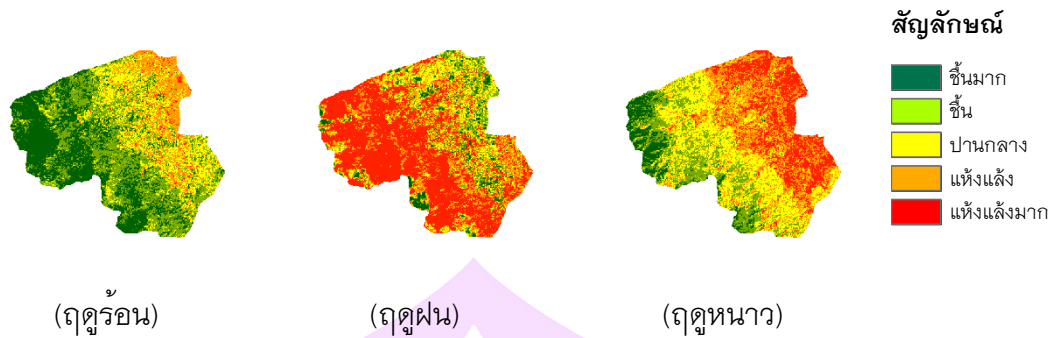 สัญลักษณ์
ชื้นมาก
ชื้น
ปานกลาง
แห้งแล้ง
แห้งแล้งมาก
(ฤดูร้อน)
(ฤดูฝน)
(ฤดูหนาว)